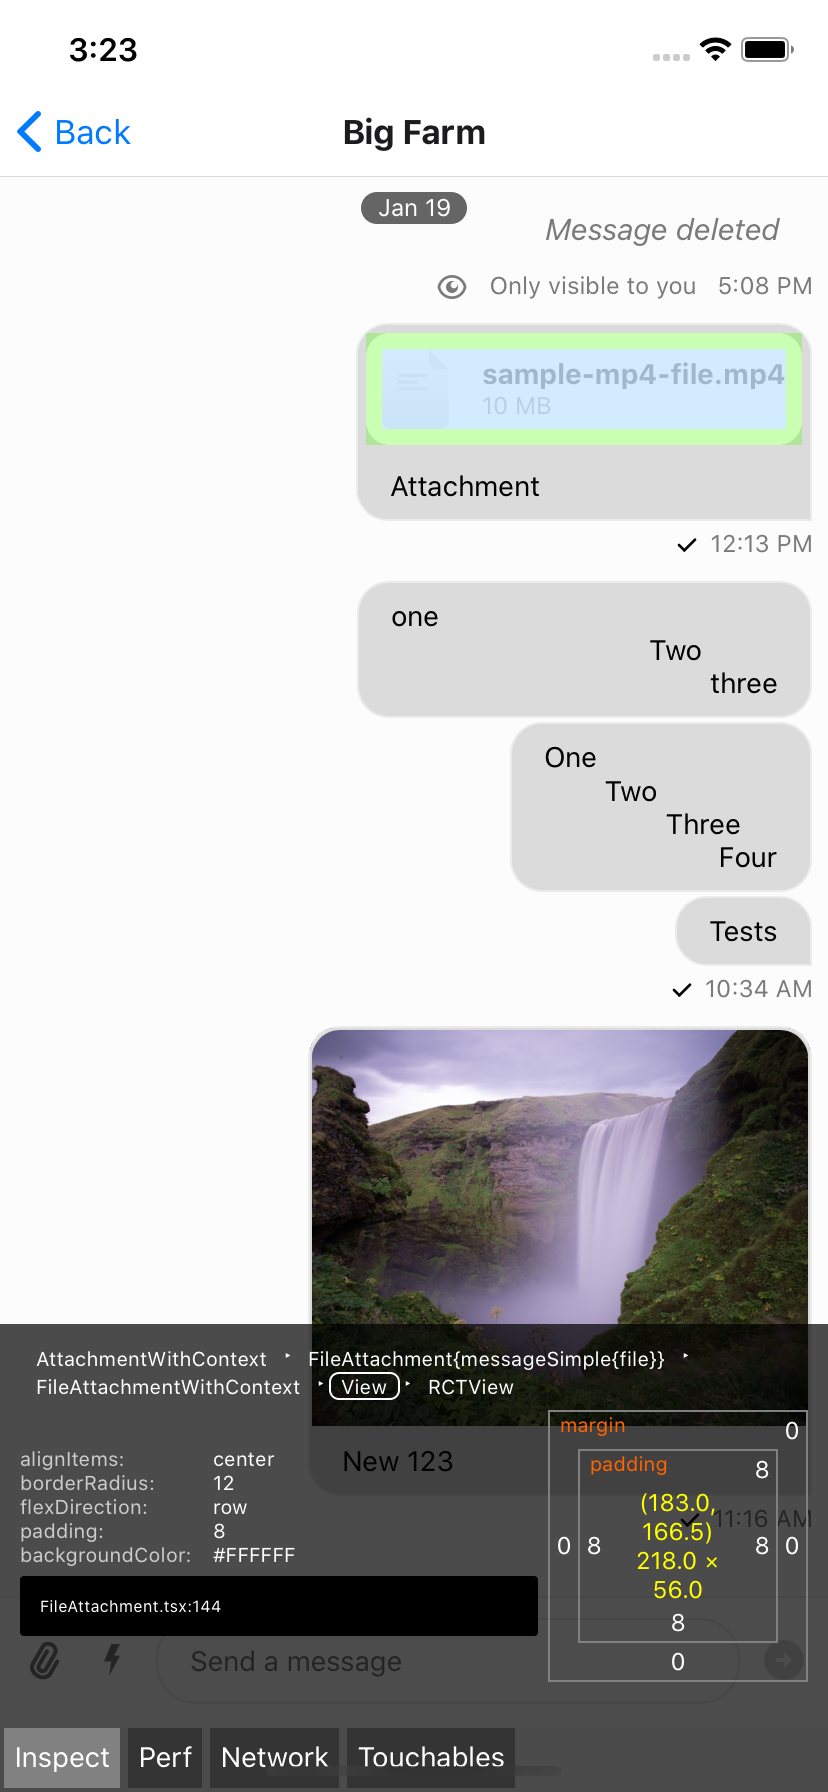 3:23
Back
Big Farm
Jan 19
Message deleted
Only visible to you 5:08 PM
sample-mp4-file.mp4
10 MB
Attachment
12:13 PM
one
Two
three
One
Two
Three
Four
Tests
10:34 AM
AttachmentWithContext ‣ FileAttachment{messageSimple{file}} ‣
FileAttachmentWithContext ‣ View ‣ RCTView
New 123
11:16 AM
alignItems: center
borderRadius: 12
flexDirection: row
padding: 8
backgroundColor: #FFFFFF
FileAttachment.tsx:144
margin 0
padding 8
(183.0,
166.5)
0 8 218.0 × 8 0
56.0
8
0
Send a message
Inspect Perf Network Touchables